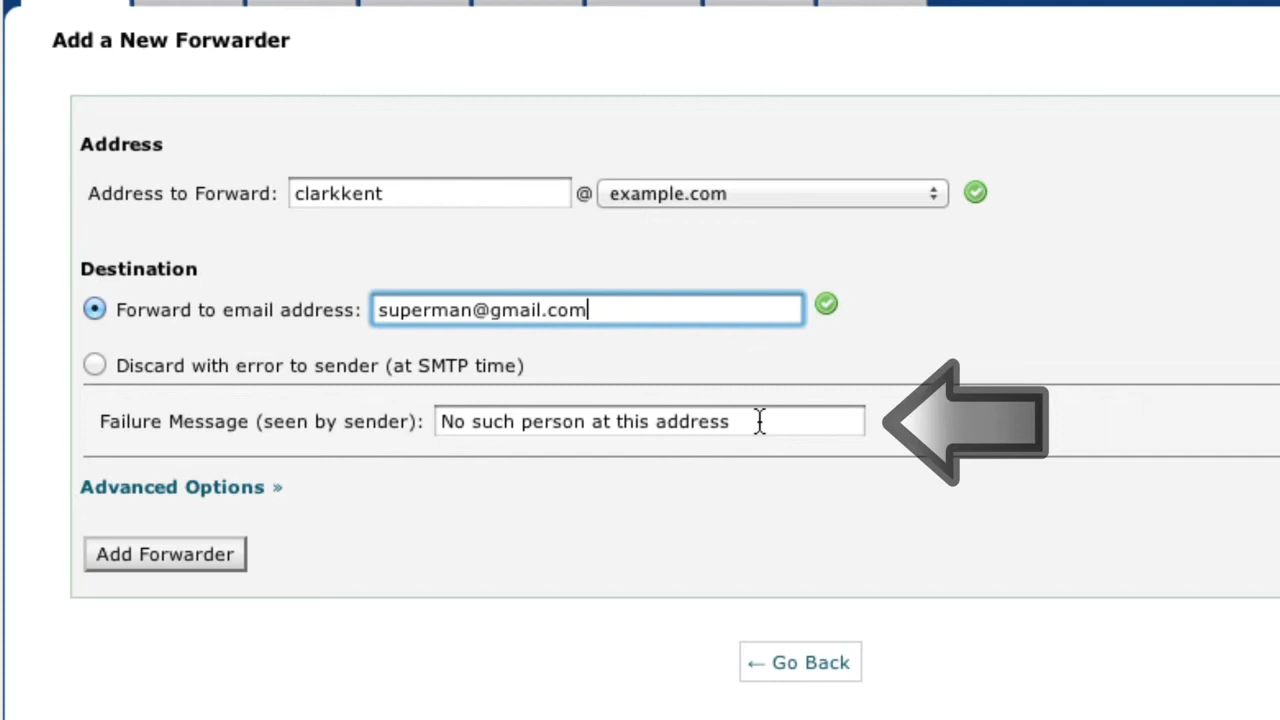 Add a New Forwarder
Address
Address to Forward: clarkkent @ example.com
Destination
Forward to email address: superman@gmail.com
Discard with error to sender (at SMTP time)
Failure Message (seen by sender): No such person at this address
Advanced Options »
Add Forwarder
← Go Back